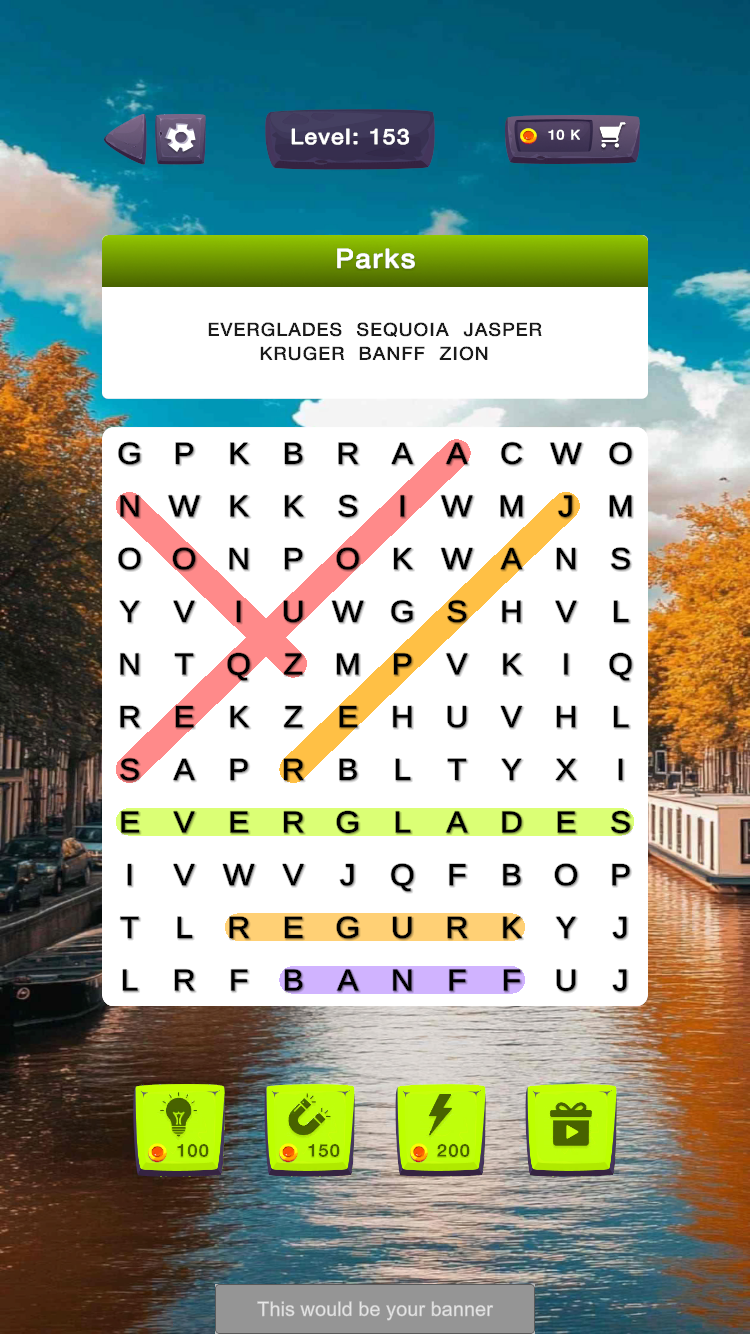 Level: 153
10 K
Parks
EVERGLADES SEQUOIA JASPER
KRUGER BANFF ZION
G P K B R A A C W O
N W K K S I W M J M
O O N P O K W A N S
Y V I U W G S H V L
N T Q Z M P V K I Q
R E K Z E H U V H L
S A P R B L T Y X I
E V E R G L A D E S
I V W V J Q F B O P
T L R E G U R K Y J
L R F B A N F F U J
100 150 200
This would be your banner